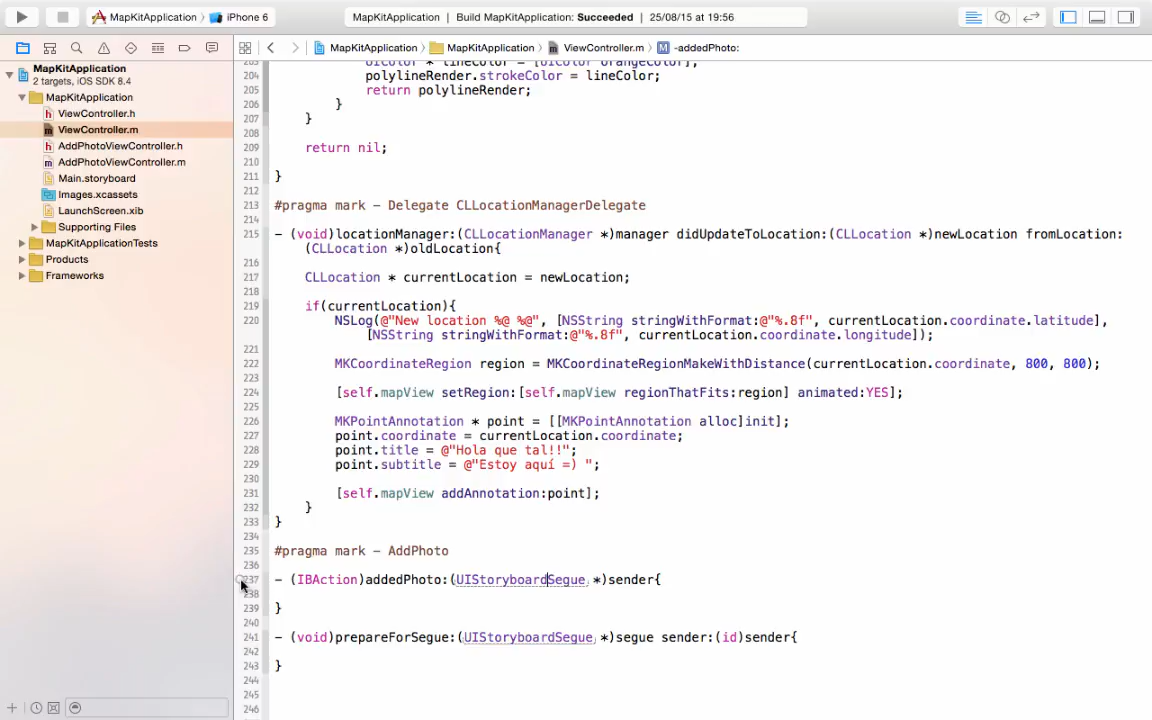 MapKitApplication
iPhone 6
MapKitApplication | Build MapKitApplication: Succeeded | 25/08/15 at 19:56
MapKitApplication
MapKitApplication
ViewController.m
-addedPhoto:
MapKitApplication
2 targets, iOS SDK 8.4
MapKitApplication
ViewController.h
ViewController.m
AddPhotoViewController.h
AddPhotoViewController.m
Main.storyboard
Images.xcassets
LaunchScreen.xib
Supporting Files
MapKitApplicationTests
Products
Frameworks
203 UIColor * lineColor = [UIColor orangeColor];
204 polylineRender.strokeColor = lineColor;
205 return polylineRender;
206 }
207 }
208
209 return nil;
210
211 }
212
213 #pragma mark - Delegate CLLocationManagerDelegate
214
215 - (void)locationManager:(CLLocationManager *)manager didUpdateToLocation:(CLLocation *)newLocation fromLocation:
(CLLocation *)oldLocation{
216
217 CLLocation * currentLocation = newLocation;
218
219 if(currentLocation){
220 NSLog(@"New location %@ %@", [NSString stringWithFormat:@"%.8f", currentLocation.coordinate.latitude],
[NSString stringWithFormat:@"%.8f", currentLocation.coordinate.longitude]);
221
222 MKCoordinateRegion region = MKCoordinateRegionMakeWithDistance(currentLocation.coordinate, 800, 800);
223
224 [self.mapView setRegion:[self.mapView regionThatFits:region] animated:YES];
225
226 MKPointAnnotation * point = [[MKPointAnnotation alloc]init];
227 point.coordinate = currentLocation.coordinate;
228 point.title = @"Hola que tal!!";
229 point.subtitle = @"Estoy aquí =) ";
230
231 [self.mapView addAnnotation:point];
232 }
233 }
234
235 #pragma mark - AddPhoto
236
237 - (IBAction)addedPhoto:(UIStoryboardSegue *)sender{
238
239 }
240
241 - (void)prepareForSegue:(UIStoryboardSegue *)segue sender:(id)sender{
242
243 }
244
245
246